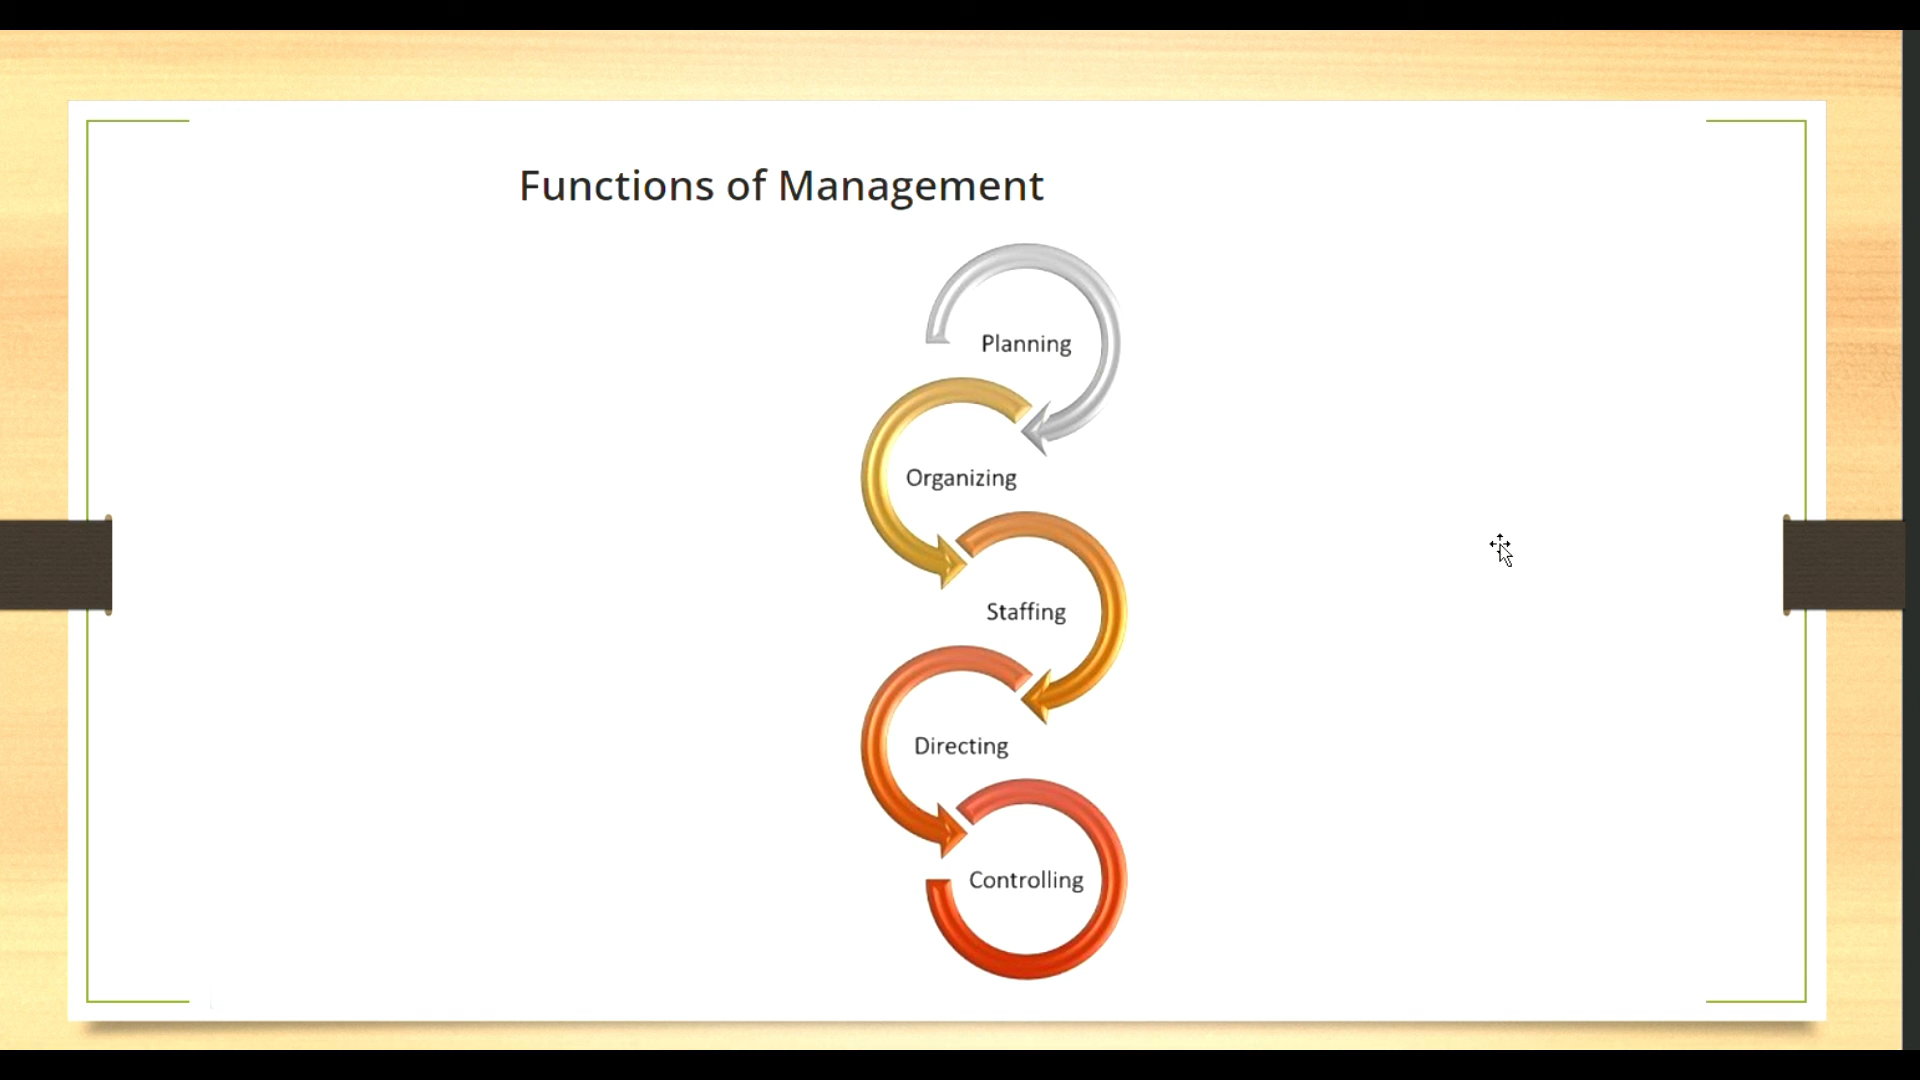 Functions of Management
Planning
Organizing
Staffing
Directing
Controlling